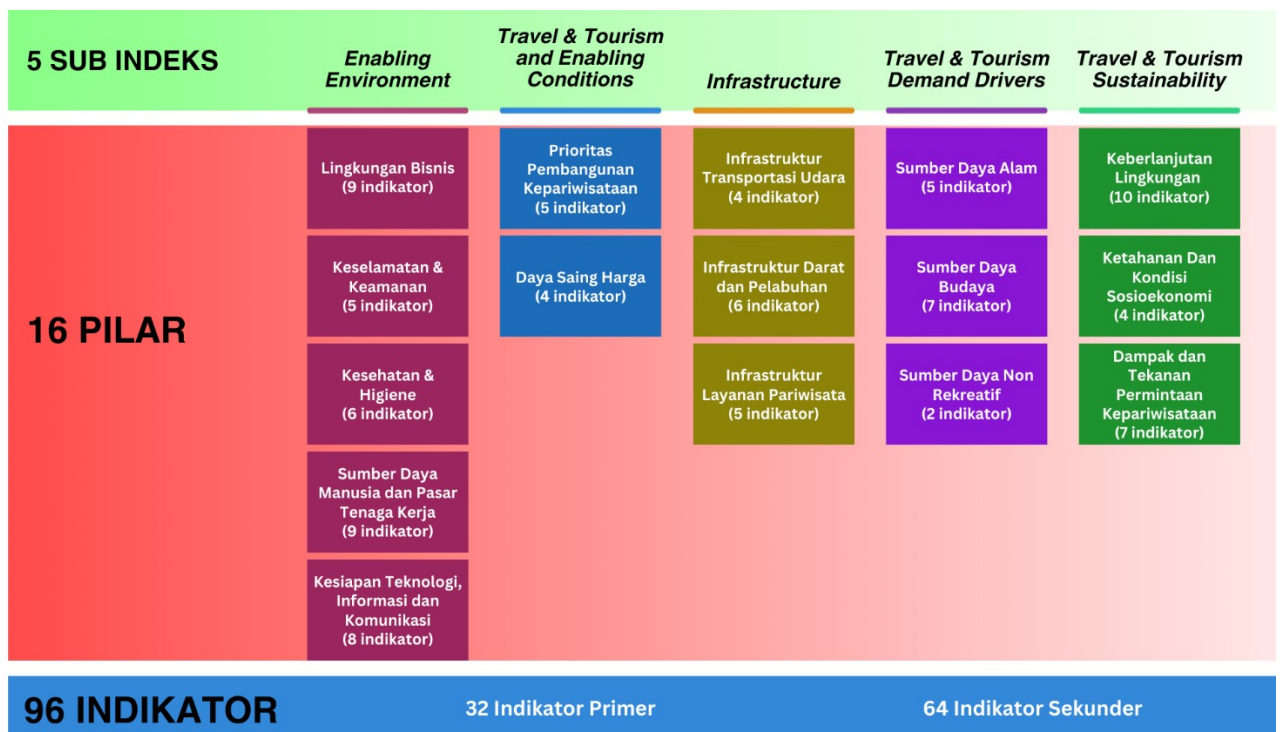 5 SUB INDEKS
Enabling
Environment
Travel & Tourism
and Enabling
Conditions
Infrastructure
Travel & Tourism
Demand Drivers
Travel & Tourism
Sustainability
16 PILAR
Lingkungan Bisnis
(9 indikator)
Keselamatan &
Keamanan
(5 indikator)
Kesehatan &
Higiene
(6 indikator)
Sumber Daya
Manusia dan Pasar
Tenaga Kerja
(9 indikator)
Kesiapan Teknologi,
Informasi dan
Komunikasi
(8 indikator)
Prioritas
Pembangunan
Kepariwisataan
(5 indikator)
Daya Saing Harga
(4 indikator)
Infrastruktur
Transportasi Udara
(4 indikator)
Infrastruktur Darat
dan Pelabuhan
(6 indikator)
Infrastruktur
Layanan Pariwisata
(5 indikator)
Sumber Daya Alam
(5 indikator)
Sumber Daya
Budaya
(7 indikator)
Sumber Daya Non
Rekreatif
(2 indikator)
Keberlanjutan
Lingkungan
(10 indikator)
Ketahanan Dan
Kondisi
Sosioekonomi
(4 indikator)
Dampak dan
Tekanan
Permintaan
Kepariwisataan
(7 indikator)
96 INDIKATOR
32 Indikator Primer
64 Indikator Sekunder